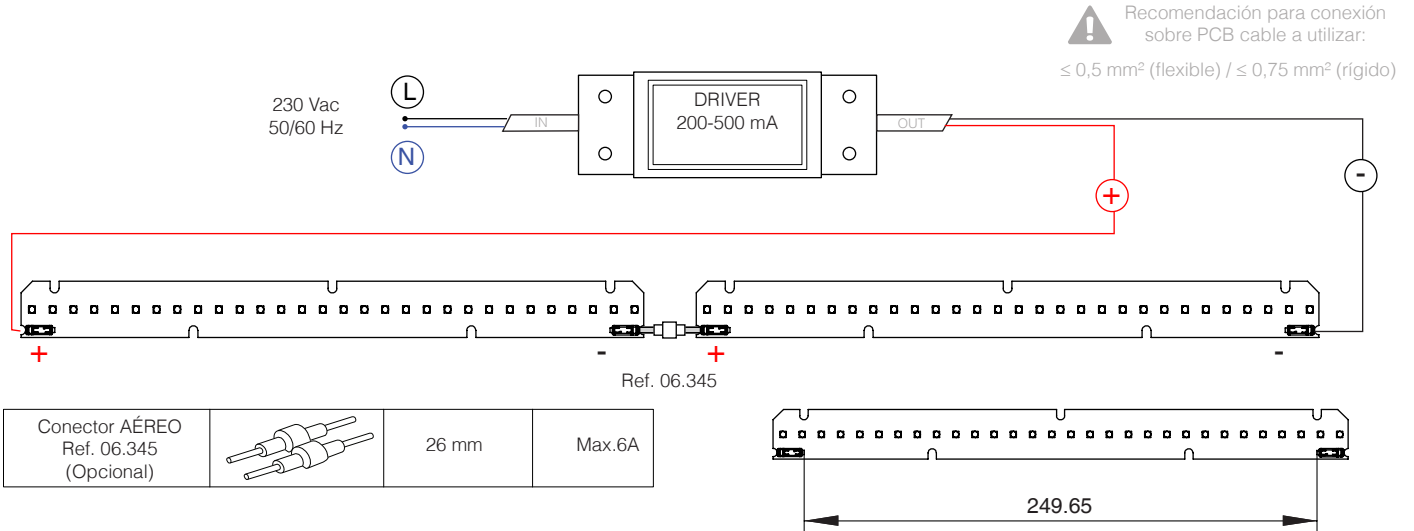 Recomendación para conexión
sobre PCB cable a utilizar:
≤ 0,5 mm² (flexible) / ≤ 0,75 mm² (rígido)
230 Vac
50/60 Hz
L
N
IN
DRIVER
200-500 mA
OUT
+
-
+
-
+
-
Ref. 06.345
Conector AÉREO
Ref. 06.345
(Opcional)
26 mm
Max.6A
249.65